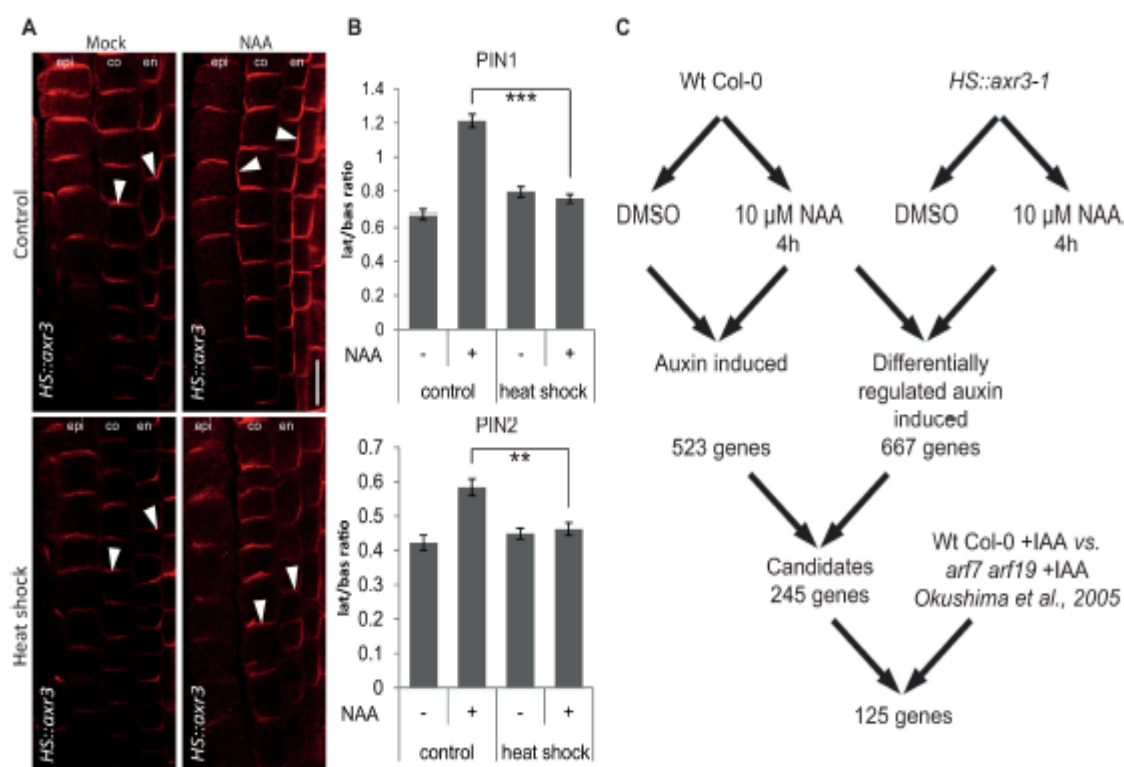 A
Mock
NAA
epi co en
epi co en
Control
HS::axr3
HS::axr3
epi co en
epi co en
Heat shock
HS::axr3
HS::axr3
B
PIN1
***
lat/bas ratio
1.4
1.2
1
0.8
0.6
0.4
0.2
0
NAA - + - +
control heat shock
PIN2
**
lat/bas ratio
0.7
0.6
0.5
0.4
0.3
0.2
0.1
0
NAA - + - +
control heat shock
C
Wt Col-0 HS::axr3-1
DMSO 10 µM NAA DMSO 10 µM NAA
4h 4h
Auxin induced Differentially
regulated auxin
induced
523 genes 667 genes
Candidates
245 genes
Wt Col-0 +IAA vs.
arf7 arf19 +IAA
Okushima et al., 2005
125 genes